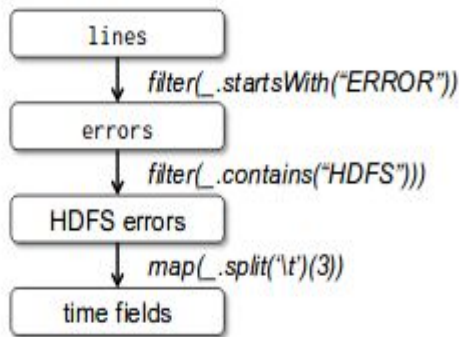 lines
filter(_.startsWith(“ERROR”))
errors
filter(_.contains(“HDFS”)))
HDFS errors
map(_.split(‘\t’)(3))
time fields